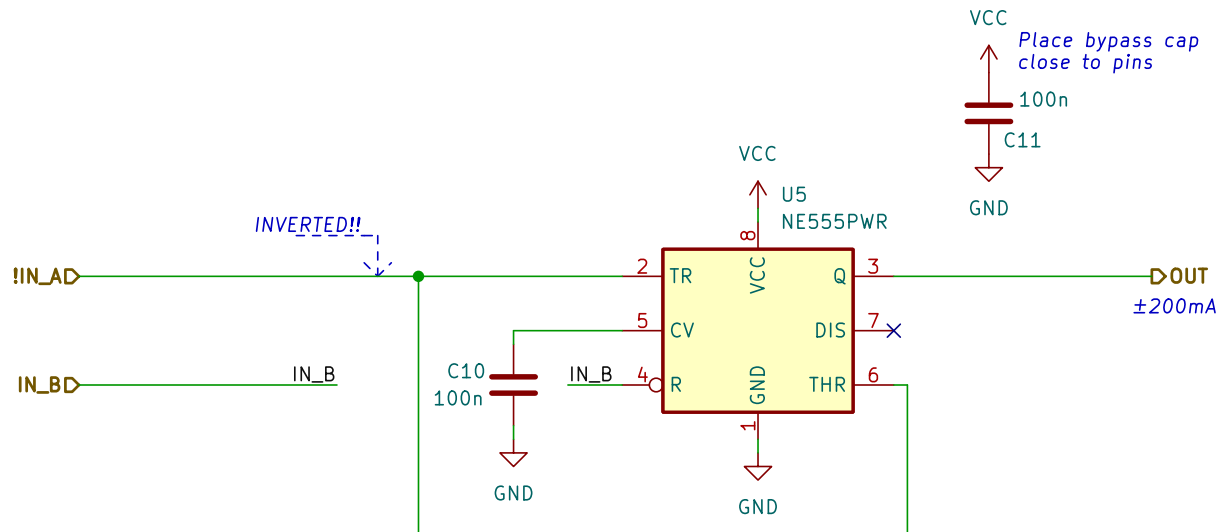 VCC
Place bypass cap
close to pins
100n
C11
GND
VCC
U5
NE555PWR
INVERTED!!
!IN_A
2
TR
8
VCC
Q
3
OUT
±200mA
5
CV
DIS
7
IN_B
IN_B
C10
100n
IN_B
4
R
GND
THR
6
1
GND
GND